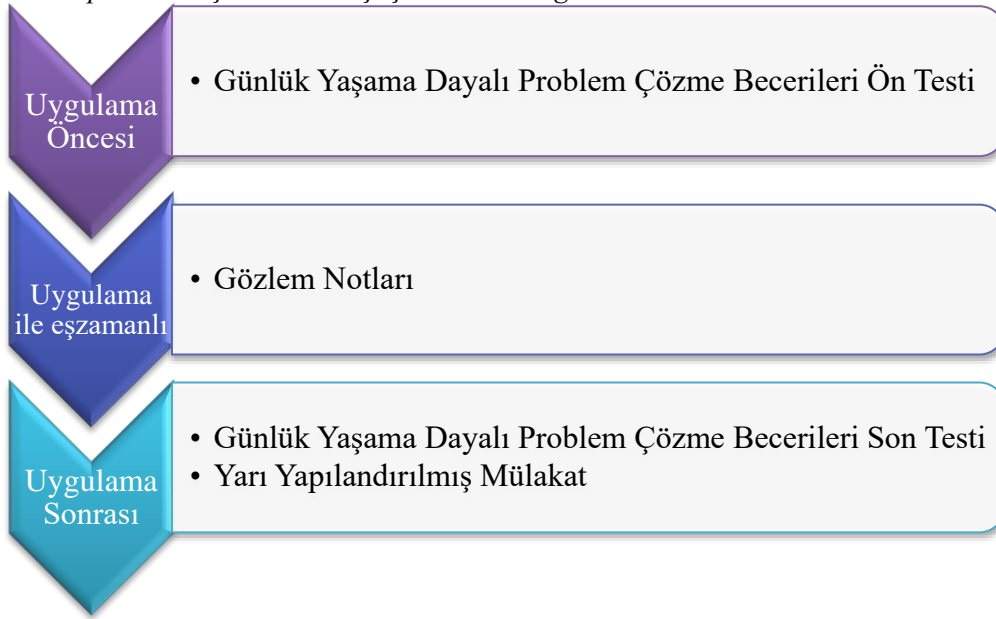 Uygulama
Öncesi
• Günlük Yaşama Dayalı Problem Çözme Becerileri Ön Testi
Uygulama
ile eşzamanlı
• Gözlem Notları
Uygulama
Sonrası
• Günlük Yaşama Dayalı Problem Çözme Becerileri Son Testi
• Yarı Yapılandırılmış Mülakat